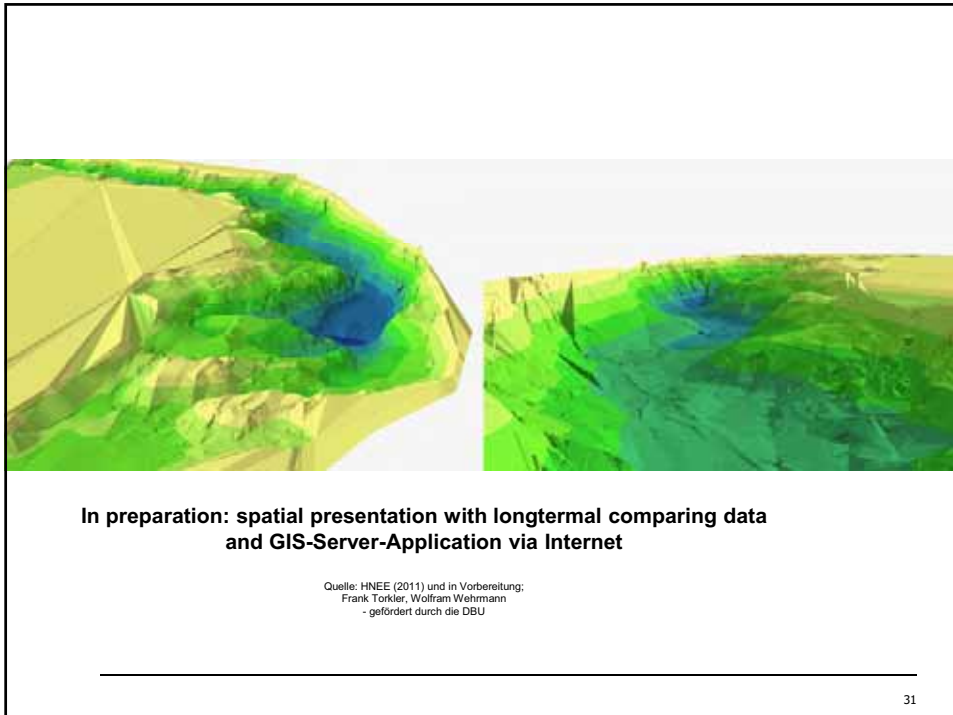 In preparation: spatial presentation with longtermal comparing data
and GIS-Server-Application via Internet
Quelle: HNEE (2011) und in Vorbereitung;
Frank Torkler, Wolfram Wehrmann
- gefördert durch die DBU
31